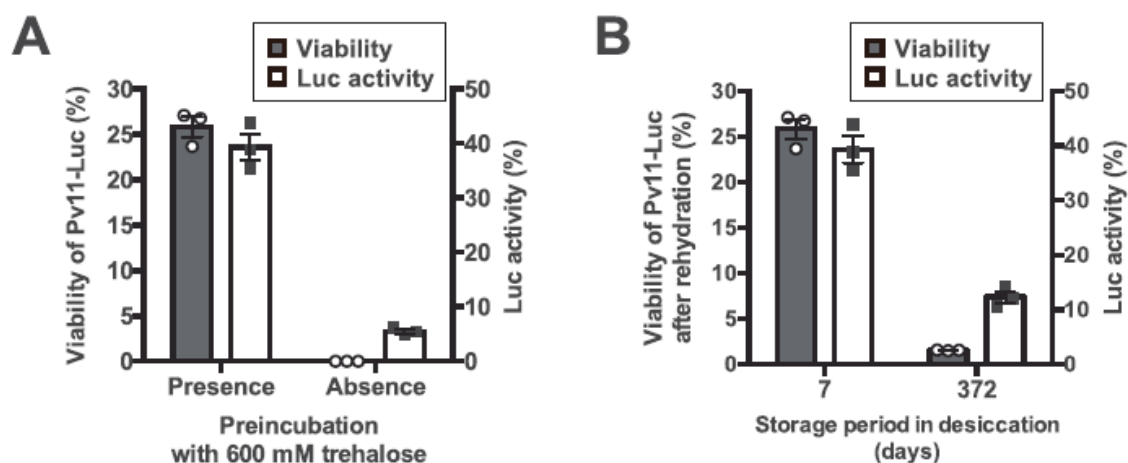 A
Viability
Luc activity
Viability of Pv11-Luc (%)
30
25
20
15
10
5
0
50
40
30
20
10
0
Luc activity (%)
Presence
Absence
Preincubation
with 600 mM trehalose
B
Viability
Luc activity
Viability of Pv11-Luc
after rehydration (%)
30
25
20
15
10
5
0
50
40
30
20
10
0
Luc activity (%)
7
372
Storage period in desiccation
(days)